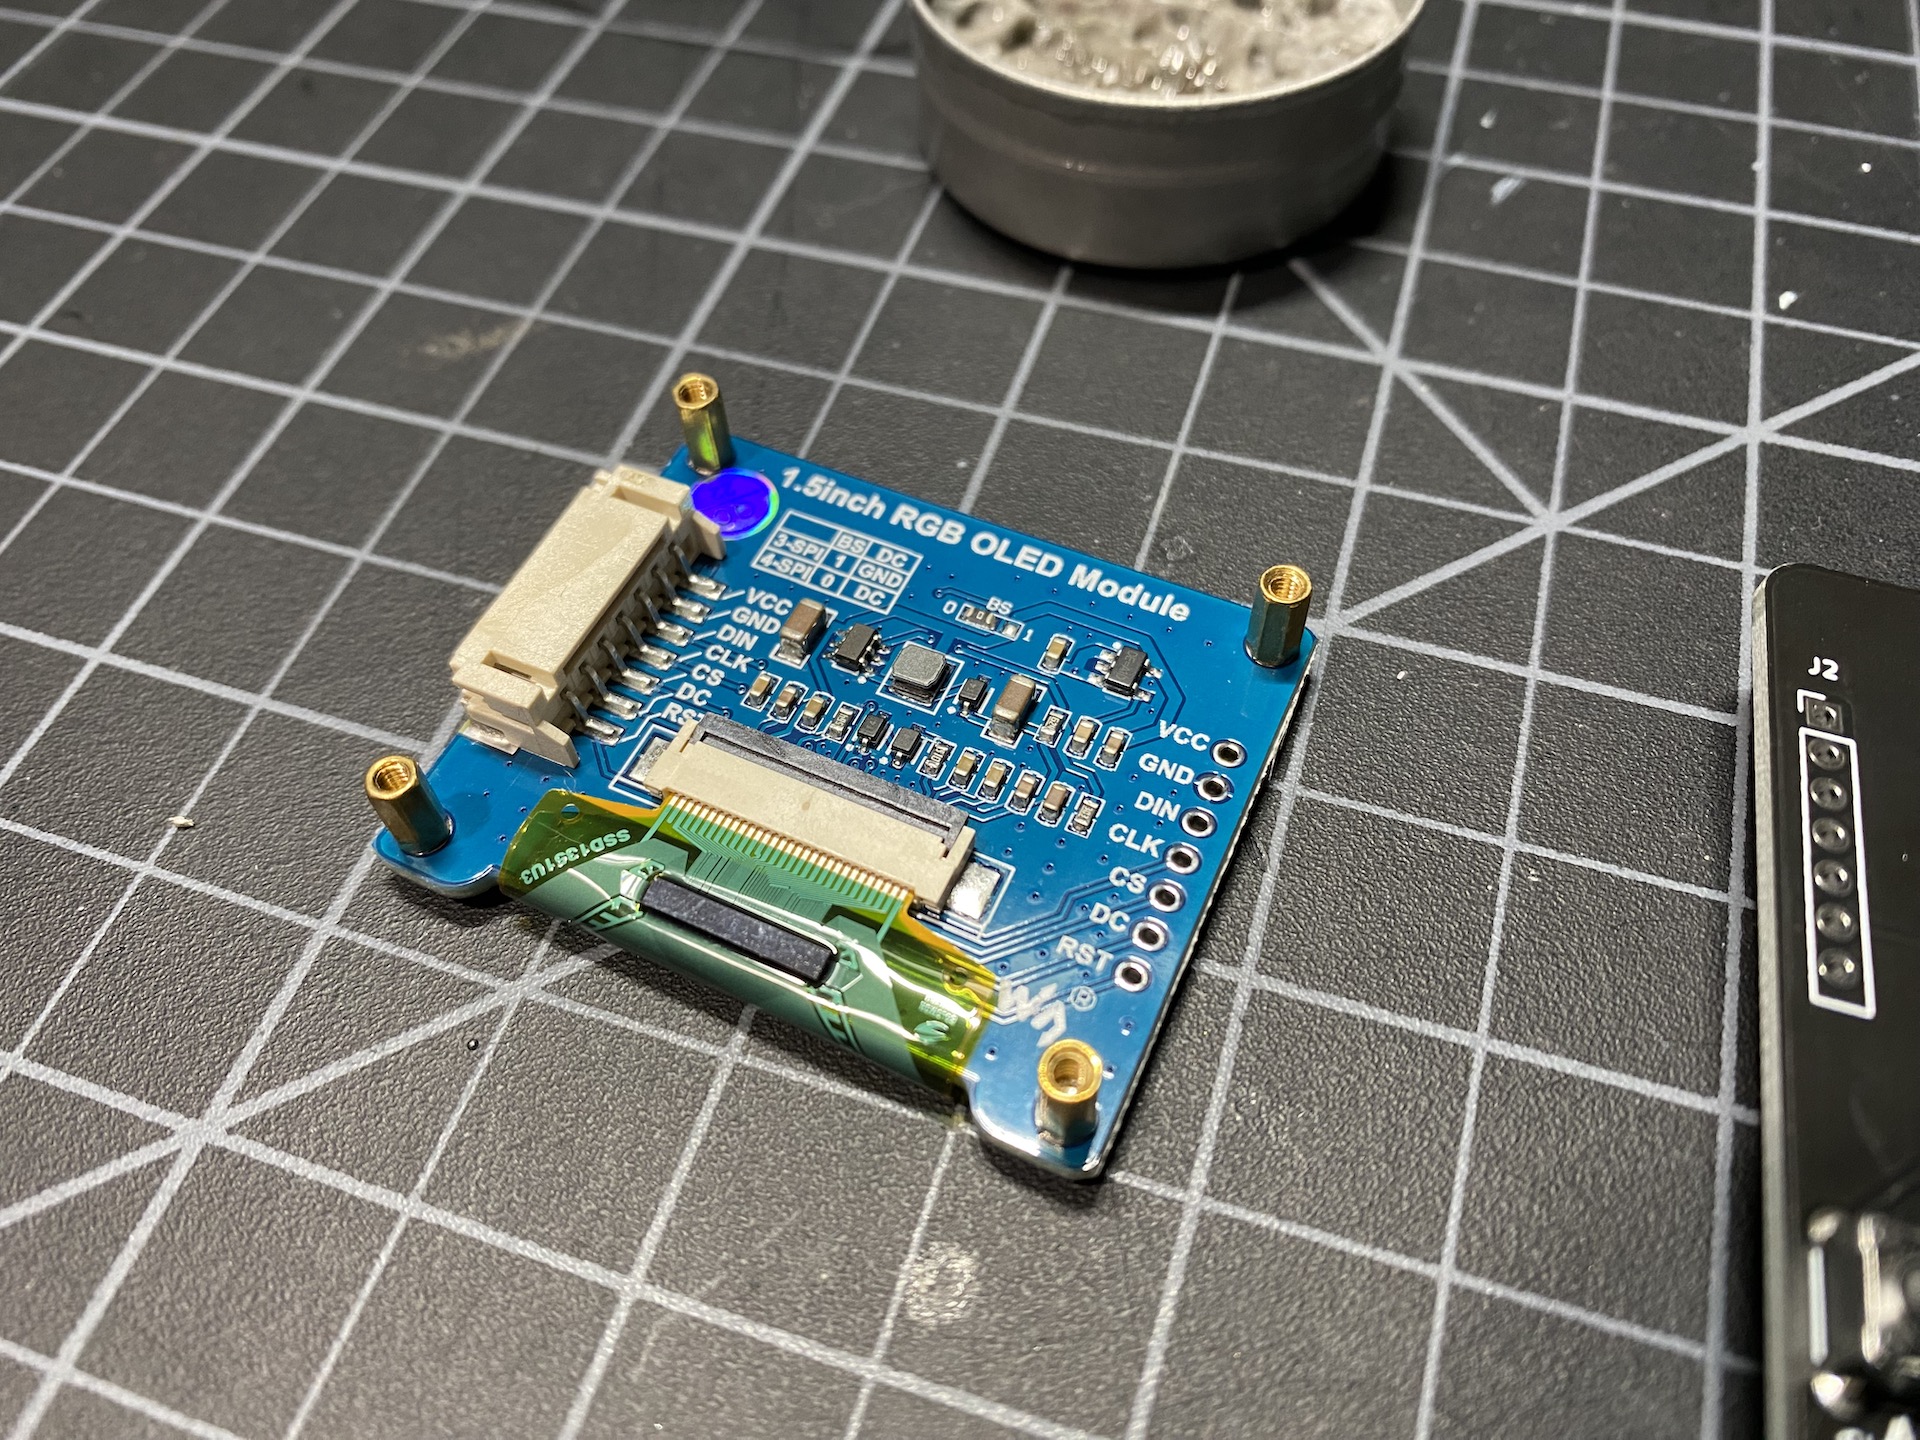 1.5inch RGB OLED Module
BS DC
3-SPI 1 GND
4-SPI 0 DC
BS
0 1
VCC
GND
DIN
CLK
CS
DC
VCC
GND
DIN
CLK
CS
DC
RST
SSD1351U3
®
J2